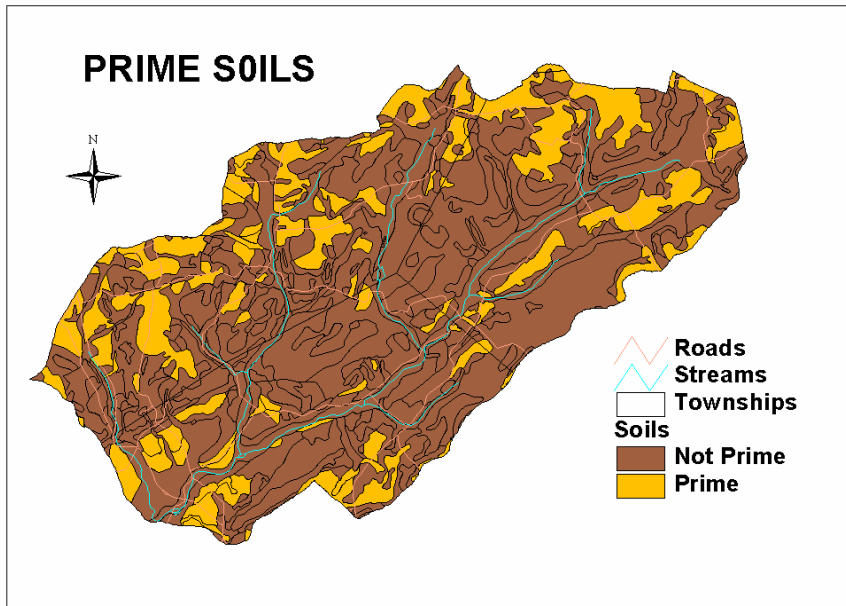 PRIME S0ILS
N
Roads
Streams
Townships
Soils
Not Prime
Prime